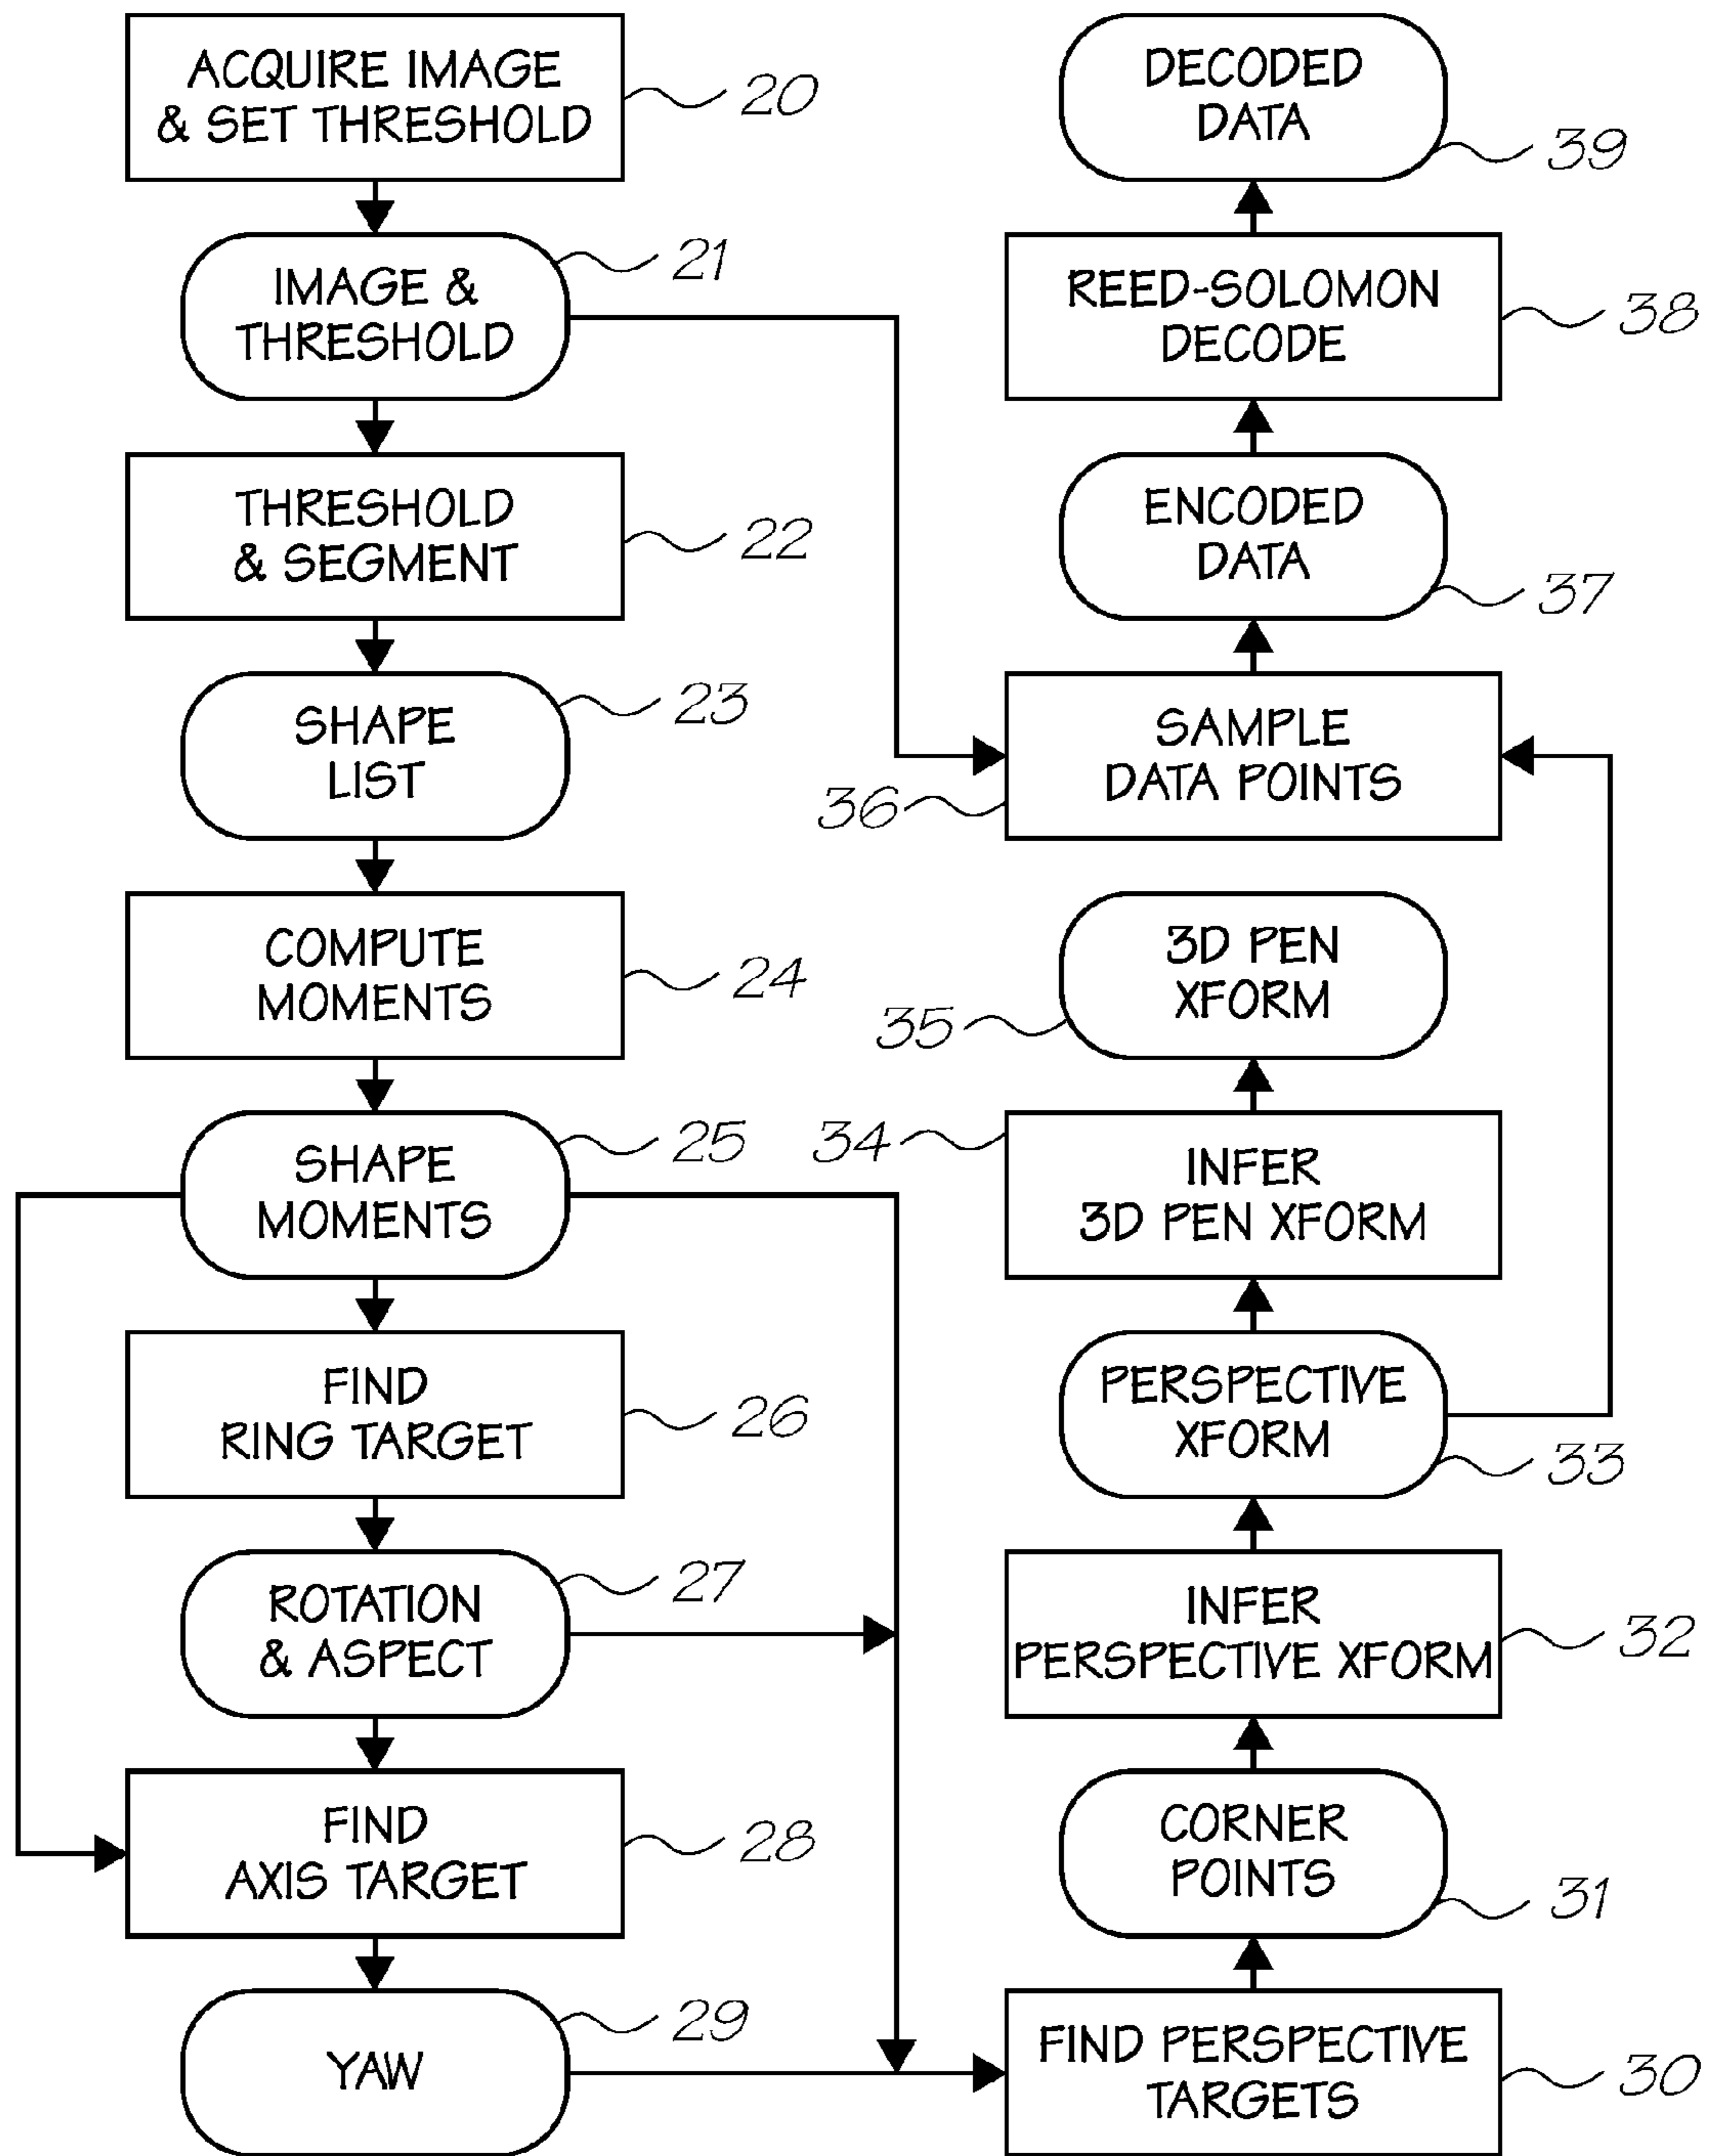 ACQUIRE IMAGE
& SET THRESHOLD
20
IMAGE &
THRESHOLD
21
THRESHOLD
& SEGMENT
22
SHAPE
LIST
23
COMPUTE
MOMENTS
24
SHAPE
MOMENTS
25
FIND
RING TARGET
26
ROTATION
& ASPECT
27
FIND
AXIS TARGET
28
YAW
29
DECODED
DATA
39
REED-SOLOMON
DECODE
38
ENCODED
DATA
37
SAMPLE
DATA POINTS
36
3D PEN
XFORM
35
INFER
3D PEN XFORM
34
PERSPECTIVE
XFORM
33
INFER
PERSPECTIVE XFORM
32
CORNER
POINTS
31
FIND PERSPECTIVE
TARGETS
30